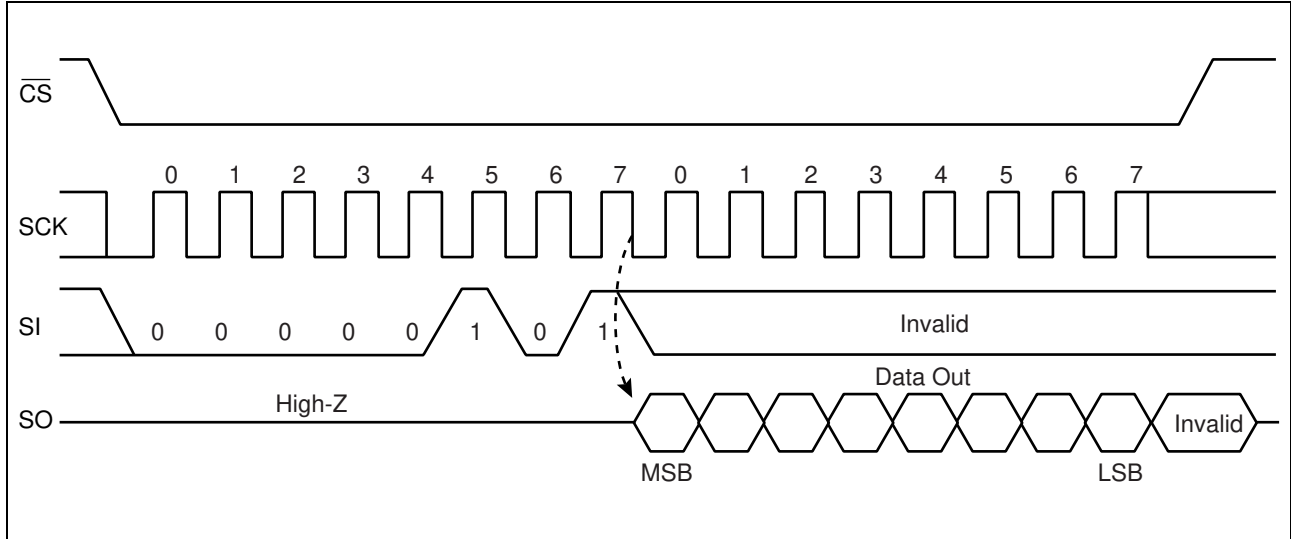 CS
0 1 2 3 4 5 6 7 0 1 2 3 4 5 6 7
SCK
SI 0 0 0 0 0 1 0 1 Invalid
Data Out
High-Z
SO Invalid
MSB LSB